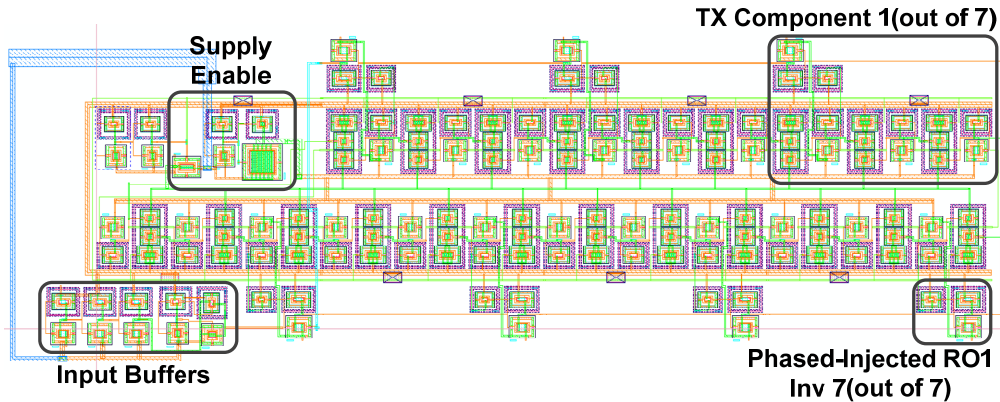 TX Component 1(out of 7)
Supply
Enable
Input Buffers
Phased-Injected RO1
Inv 7(out of 7)